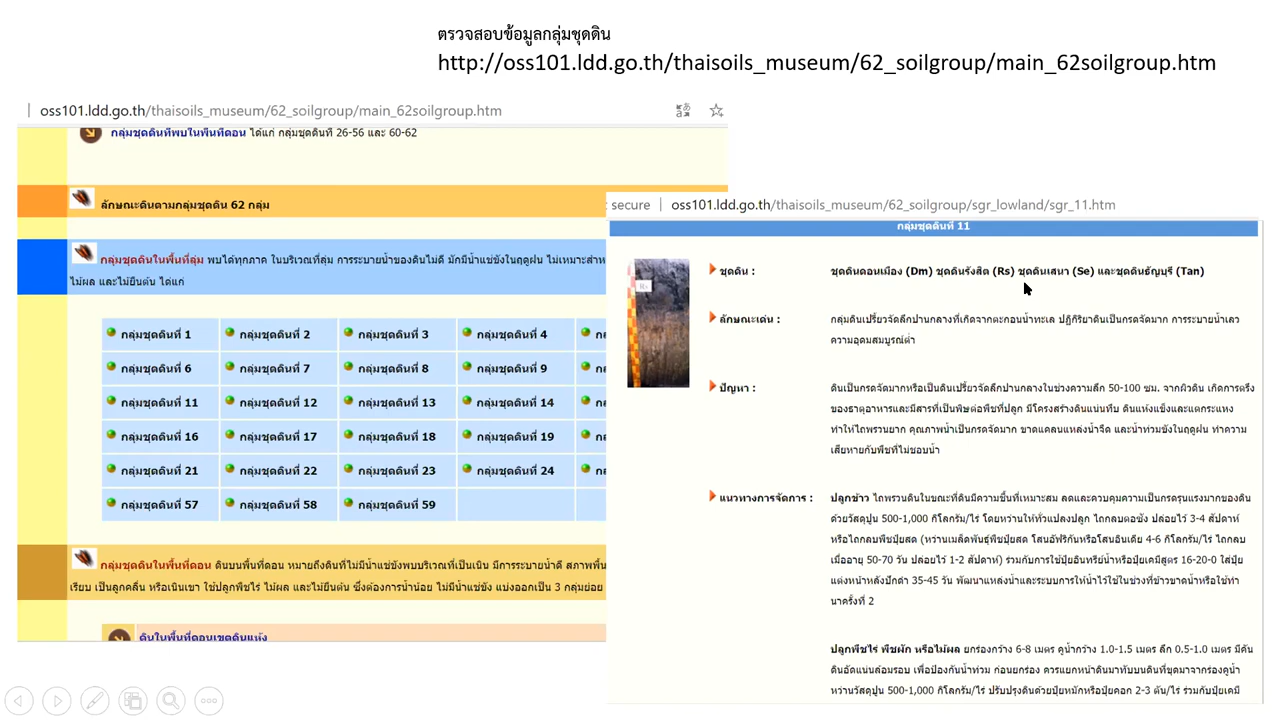 ตรวจสอบข้อมูลกลุ่มชุดดิน
http://oss101.ldd.go.th/thaisoils_museum/62_soilgroup/main_62soilgroup.htm
oss101.ldd.go.th/thaisoils_museum/62_soilgroup/main_62soilgroup.htm
กลุ่มชุดดินที่พบในพื้นที่ดอน ได้แก่ กลุ่มชุดดินที่ 26-56 และ 60-62
ลักษณะดินตามกลุ่มชุดดิน 62 กลุ่ม
กลุ่มชุดดินในพื้นที่ลุ่ม พบได้ทุกภาค ในบริเวณที่ลุ่ม การระบายน้ำของดินไม่ดี มักมีน้ำแช่ขังในฤดูฝน ไม่เหมาะสำห
ไม้ผล และไม้ยืนต้น ได้แก่
กลุ่มชุดดินที่ 1 กลุ่มชุดดินที่ 2 กลุ่มชุดดินที่ 3 กลุ่มชุดดินที่ 4 กลุ
กลุ่มชุดดินที่ 6 กลุ่มชุดดินที่ 7 กลุ่มชุดดินที่ 8 กลุ่มชุดดินที่ 9 กลุ
กลุ่มชุดดินที่ 11 กลุ่มชุดดินที่ 12 กลุ่มชุดดินที่ 13 กลุ่มชุดดินที่ 14 กลุ
กลุ่มชุดดินที่ 16 กลุ่มชุดดินที่ 17 กลุ่มชุดดินที่ 18 กลุ่มชุดดินที่ 19 กลุ
กลุ่มชุดดินที่ 21 กลุ่มชุดดินที่ 22 กลุ่มชุดดินที่ 23 กลุ่มชุดดินที่ 24 กลุ
กลุ่มชุดดินที่ 57 กลุ่มชุดดินที่ 58 กลุ่มชุดดินที่ 59
กลุ่มชุดดินในพื้นที่ดอน ดินบนพื้นที่ดอน หมายถึงดินที่ไม่มีน้ำแช่ขังพบบริเวณที่เป็นเนิน มีการระบายน้ำดี สภาพพื้น
เรียบ เป็นลูกคลื่น หรือเนินเขา ใช้ปลูกพืชไร่ ไม้ผล และไม้ยืนต้น ซึ่งต้องการน้ำน้อย ไม่มีน้ำแช่ขัง แบ่งออกเป็น 3 กลุ่มย่อย
ดินในพื้นที่ดอนเขตดินแห้ง
secure | oss101.ldd.go.th/thaisoils_museum/62_soilgroup/sgr_lowland/sgr_11.htm
กลุ่มชุดดินที่ 11
Rs
ชุดดิน : ชุดดินดอนเมือง (Dm) ชุดดินรังสิต (Rs) ชุดดินเสนา (Se) และชุดดินธัญบุรี (Tan)
ลักษณะเด่น : กลุ่มดินเปรี้ยวจัดลึกปานกลางที่เกิดจากตะกอนน้ำทะเล ปฏิกิริยาดินเป็นกรดจัดมาก การระบายน้ำเลว
ความอุดมสมบูรณ์ต่ำ
ปัญหา : ดินเป็นกรดจัดมากหรือเป็นดินเปรี้ยวจัดลึกปานกลางในช่วงความลึก 50-100 ซม. จากผิวดิน เกิดการตรึง
ของธาตุอาหารและมีสารที่เป็นพิษต่อพืชที่ปลูก มีโครงสร้างดินแน่นทึบ ดินแห้งแข็งและแตกระแหง
ทำให้ไถพรวนยาก คุณภาพน้ำเป็นกรดจัดมาก ขาดแคลนแหล่งน้ำจืด และน้ำท่วมขังในฤดูฝน ทำความ
เสียหายกับพืชที่ไม่ชอบน้ำ
แนวทางการจัดการ : ปลูกข้าว ไถพรวนดินในขณะที่ดินมีความชื้นที่เหมาะสม ลดและควบคุมความเป็นกรดรุนแรงมากของดิน
ด้วยวัสดุปูน 500-1,000 กิโลกรัม/ไร่ โดยหว่านให้ทั่วแปลงปลูก ไถกลบตอซัง ปล่อยไว้ 3-4 สัปดาห์
หรือไถกลบพืชปุ๋ยสด (หว่านเมล็ดพันธุ์พืชปุ๋ยสด โสนอัฟริกันหรือโสนอินเดีย 4-6 กิโลกรัม/ไร่ ไถกลบ
เมื่ออายุ 50-70 วัน ปล่อยไว้ 1-2 สัปดาห์) ร่วมกับการใช้ปุ๋ยอินทรีย์น้ำหรือปุ๋ยเคมีสูตร 16-20-0 ใส่ปุ๋ย
แต่งหน้าหลังปักดำ 35-45 วัน พัฒนาแหล่งน้ำและระบบการให้น้ำไว้ใช้ในช่วงที่ข้าวขาดน้ำหรือใช้ทำ
นาครั้งที่ 2
ปลูกพืชไร่ พืชผัก หรือไม้ผล ยกร่องกว้าง 6-8 เมตร คูน้ำกว้าง 1.0-1.5 เมตร ลึก 0.5-1.0 เมตร มีคัน
ดินอัดแน่นล้อมรอบ เพื่อป้องกันน้ำท่วม ก่อนยกร่อง ควรแยกหน้าดินมาทับบนดินที่ขุดมาจากร่องคูน้ำ
หว่านวัสดุปูน 500-1,000 กิโลกรัม/ไร่ ปรับปรุงดินด้วยปุ๋ยหมักหรือปุ๋ยคอก 2-3 ตัน/ไร่ ร่วมกับปุ๋ยเคมี